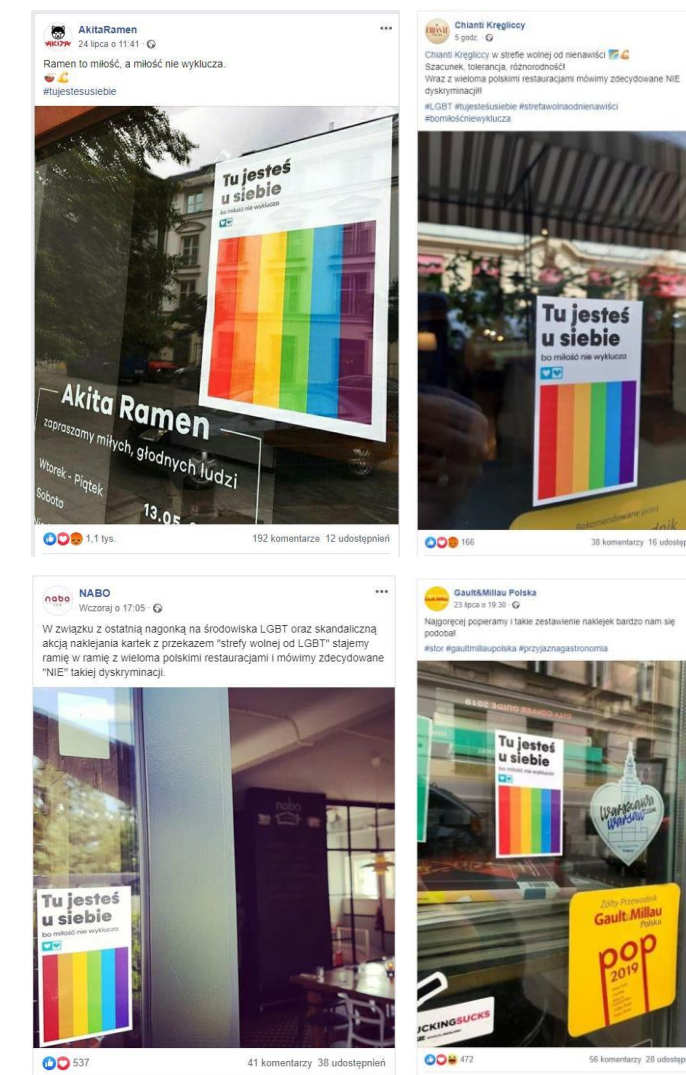 AkitaRamen
24 lipca o 11:41
Ramen to miłość, a miłość nie wyklucza.
#tujestesusiebie
Tu jesteś
u siebie
bo miłość nie wyklucza
Akita Ramen
zapraszamy miłych, głodnych ludzi
Wtorek - Piątek
Sobota
13.05
1,1 tys.
192 komentarze 12 udostępnień
Chianti Kręgliccy
5 godz.
Chianti Kręgliccy w strefie wolnej od nienawiści
Szacunek, tolerancja, różnorodność!
Wraz z wieloma polskimi restauracjami mówimy zdecydowane NIE
dyskryminacji!!
#LGBT #tujesteśusiebie #strefawolnaodnienawiści
#bomiłośćniewyklucza
Tu jesteś
u siebie
bo miłość nie wyklucza
Rekomendowane przez
166
38 komentarzy 16 udostęp
NABO
Wczoraj o 17:05
W związku z ostatnią nagonką na środowiska LGBT oraz skandaliczną
akcją naklejania kartek z przekazem "strefy wolnej od LGBT" stajemy
ramię w ramię z wieloma polskimi restauracjami i mówimy zdecydowane
"NIE" takiej dyskryminacji.
nabo
Tu jesteś
u siebie
bo miłość nie wyklucza
537
41 komentarzy 38 udostępnień
Gault&Millau Polska
23 lipca o 19:30
Najgoręcej popieramy i takie zestawienie naklejek bardzo nam się
podoba!
#stor #gaultmillaupolska #przyjaznagastronomia
Tu jesteś
u siebie
bo miłość nie wyklucza
Warszawa
Warsaw
Żółty Przewodnik
Gault&Millau
Polska
pop
2019
UCKINGSUCKS
472
56 komentarzy 28 udostęp